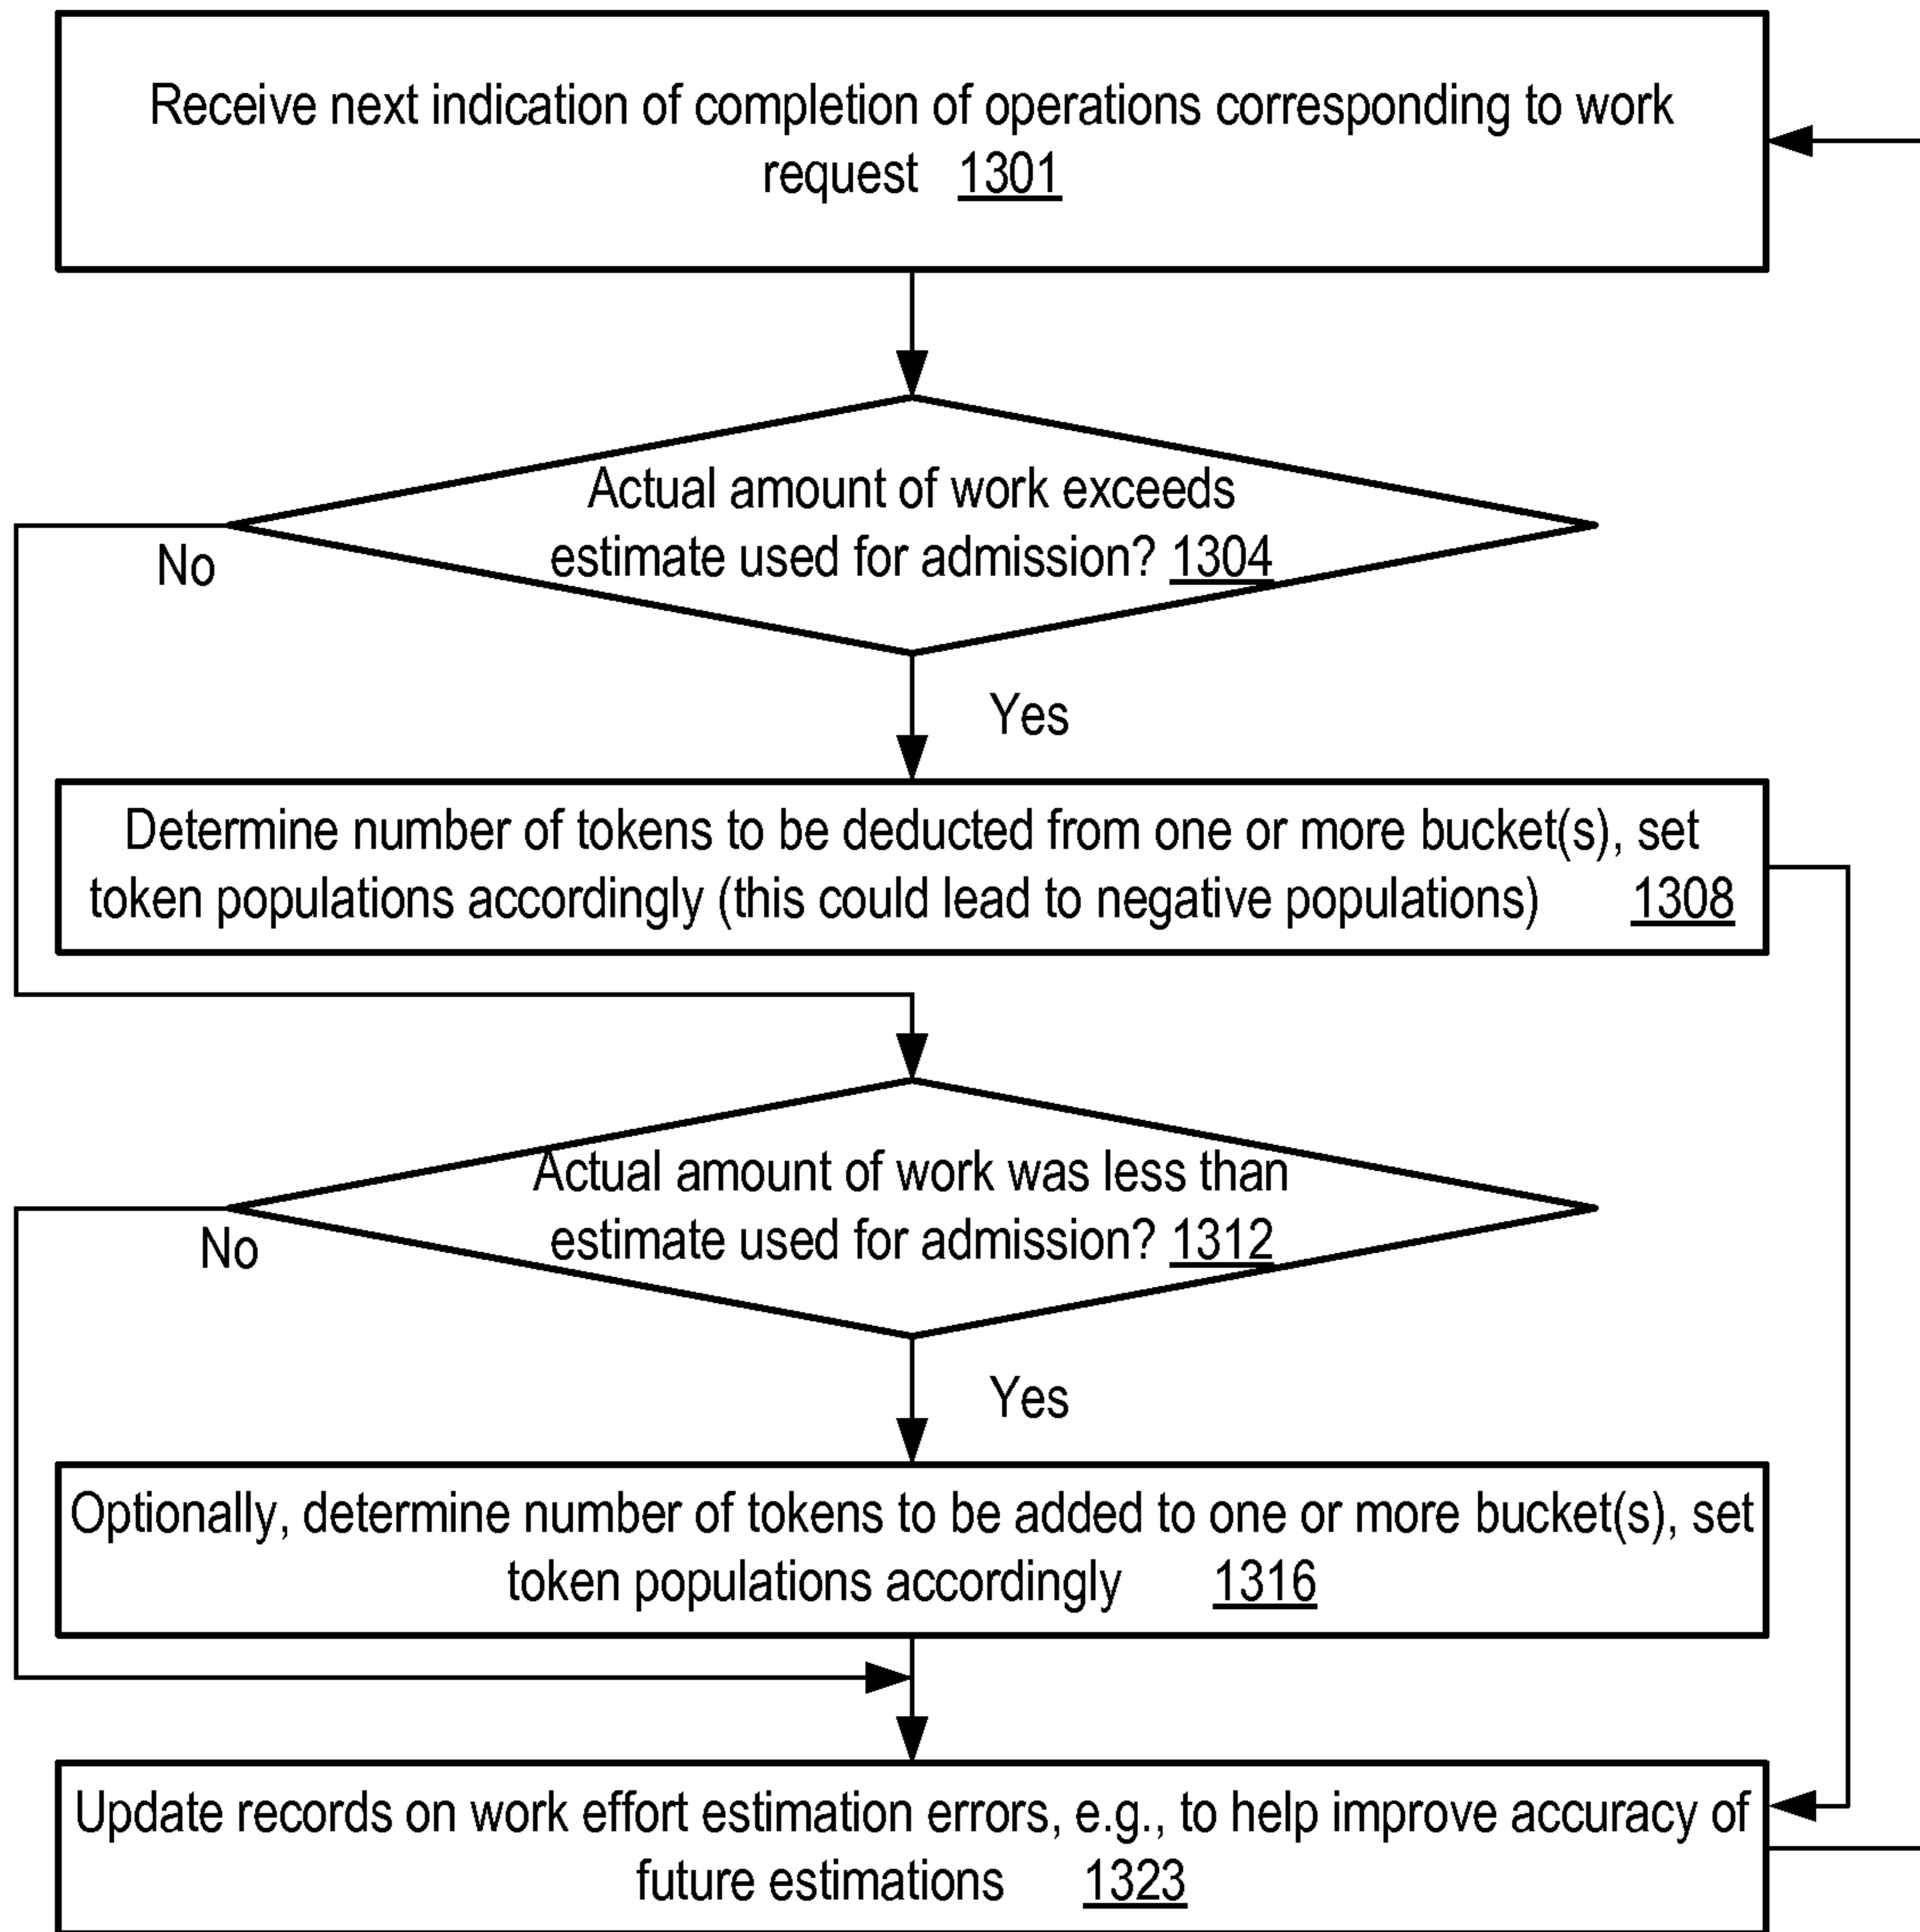 Receive next indication of completion of operations corresponding to work
request 1301
Actual amount of work exceeds
estimate used for admission? 1304
No
Yes
Determine number of tokens to be deducted from one or more bucket(s), set
token populations accordingly (this could lead to negative populations) 1308
Actual amount of work was less than
estimate used for admission? 1312
No
Yes
Optionally, determine number of tokens to be added to one or more bucket(s), set
token populations accordingly 1316
Update records on work effort estimation errors, e.g., to help improve accuracy of
future estimations 1323